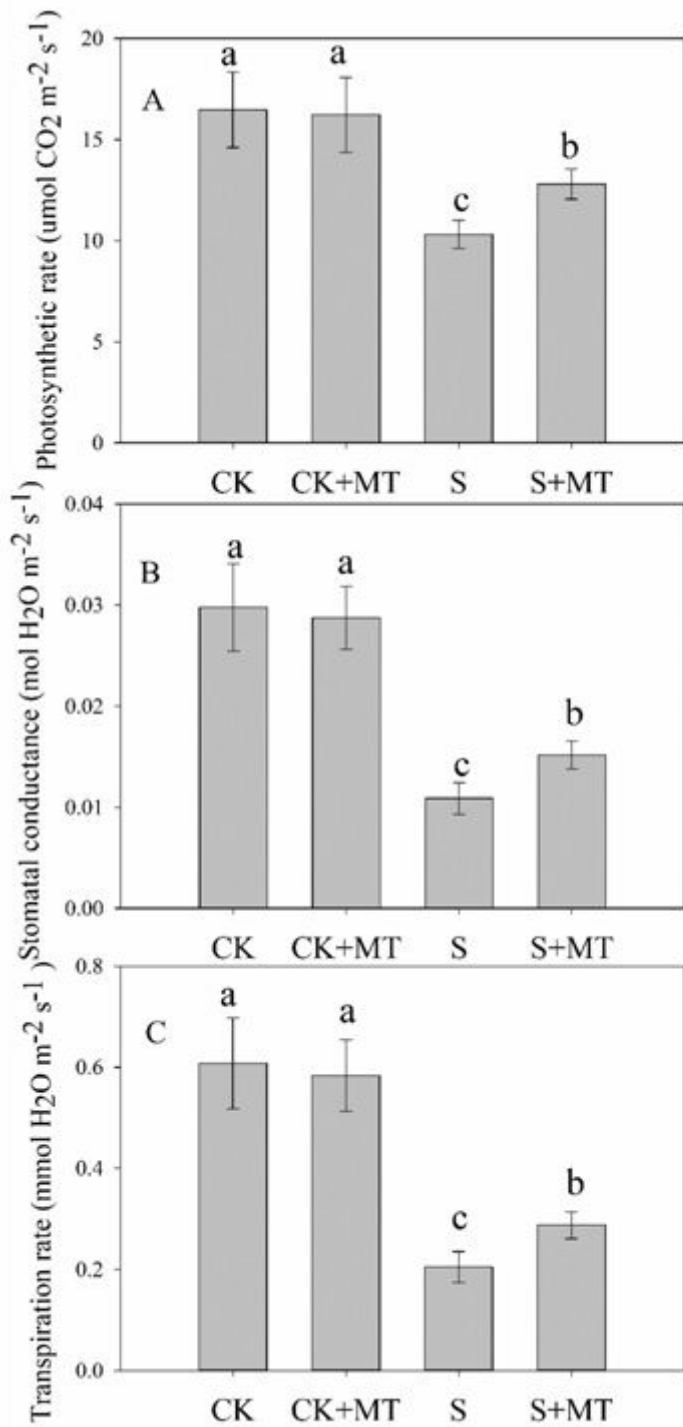 Photosynthetic rate (umol CO2 m-2 s-1)
20
15
10
5
0
A
a
a
c
b
CK
CK+MT
S
S+MT
Stomatal conductance (mol H2O m-2 s-1)
0.04
0.03
0.02
0.01
0.00
B
a
a
c
b
CK
CK+MT
S
S+MT
Transpiration rate (mmol H2O m-2 s-1 )
0.8
0.6
0.4
0.2
0.0
C
a
a
c
b
CK
CK+MT
S
S+MT